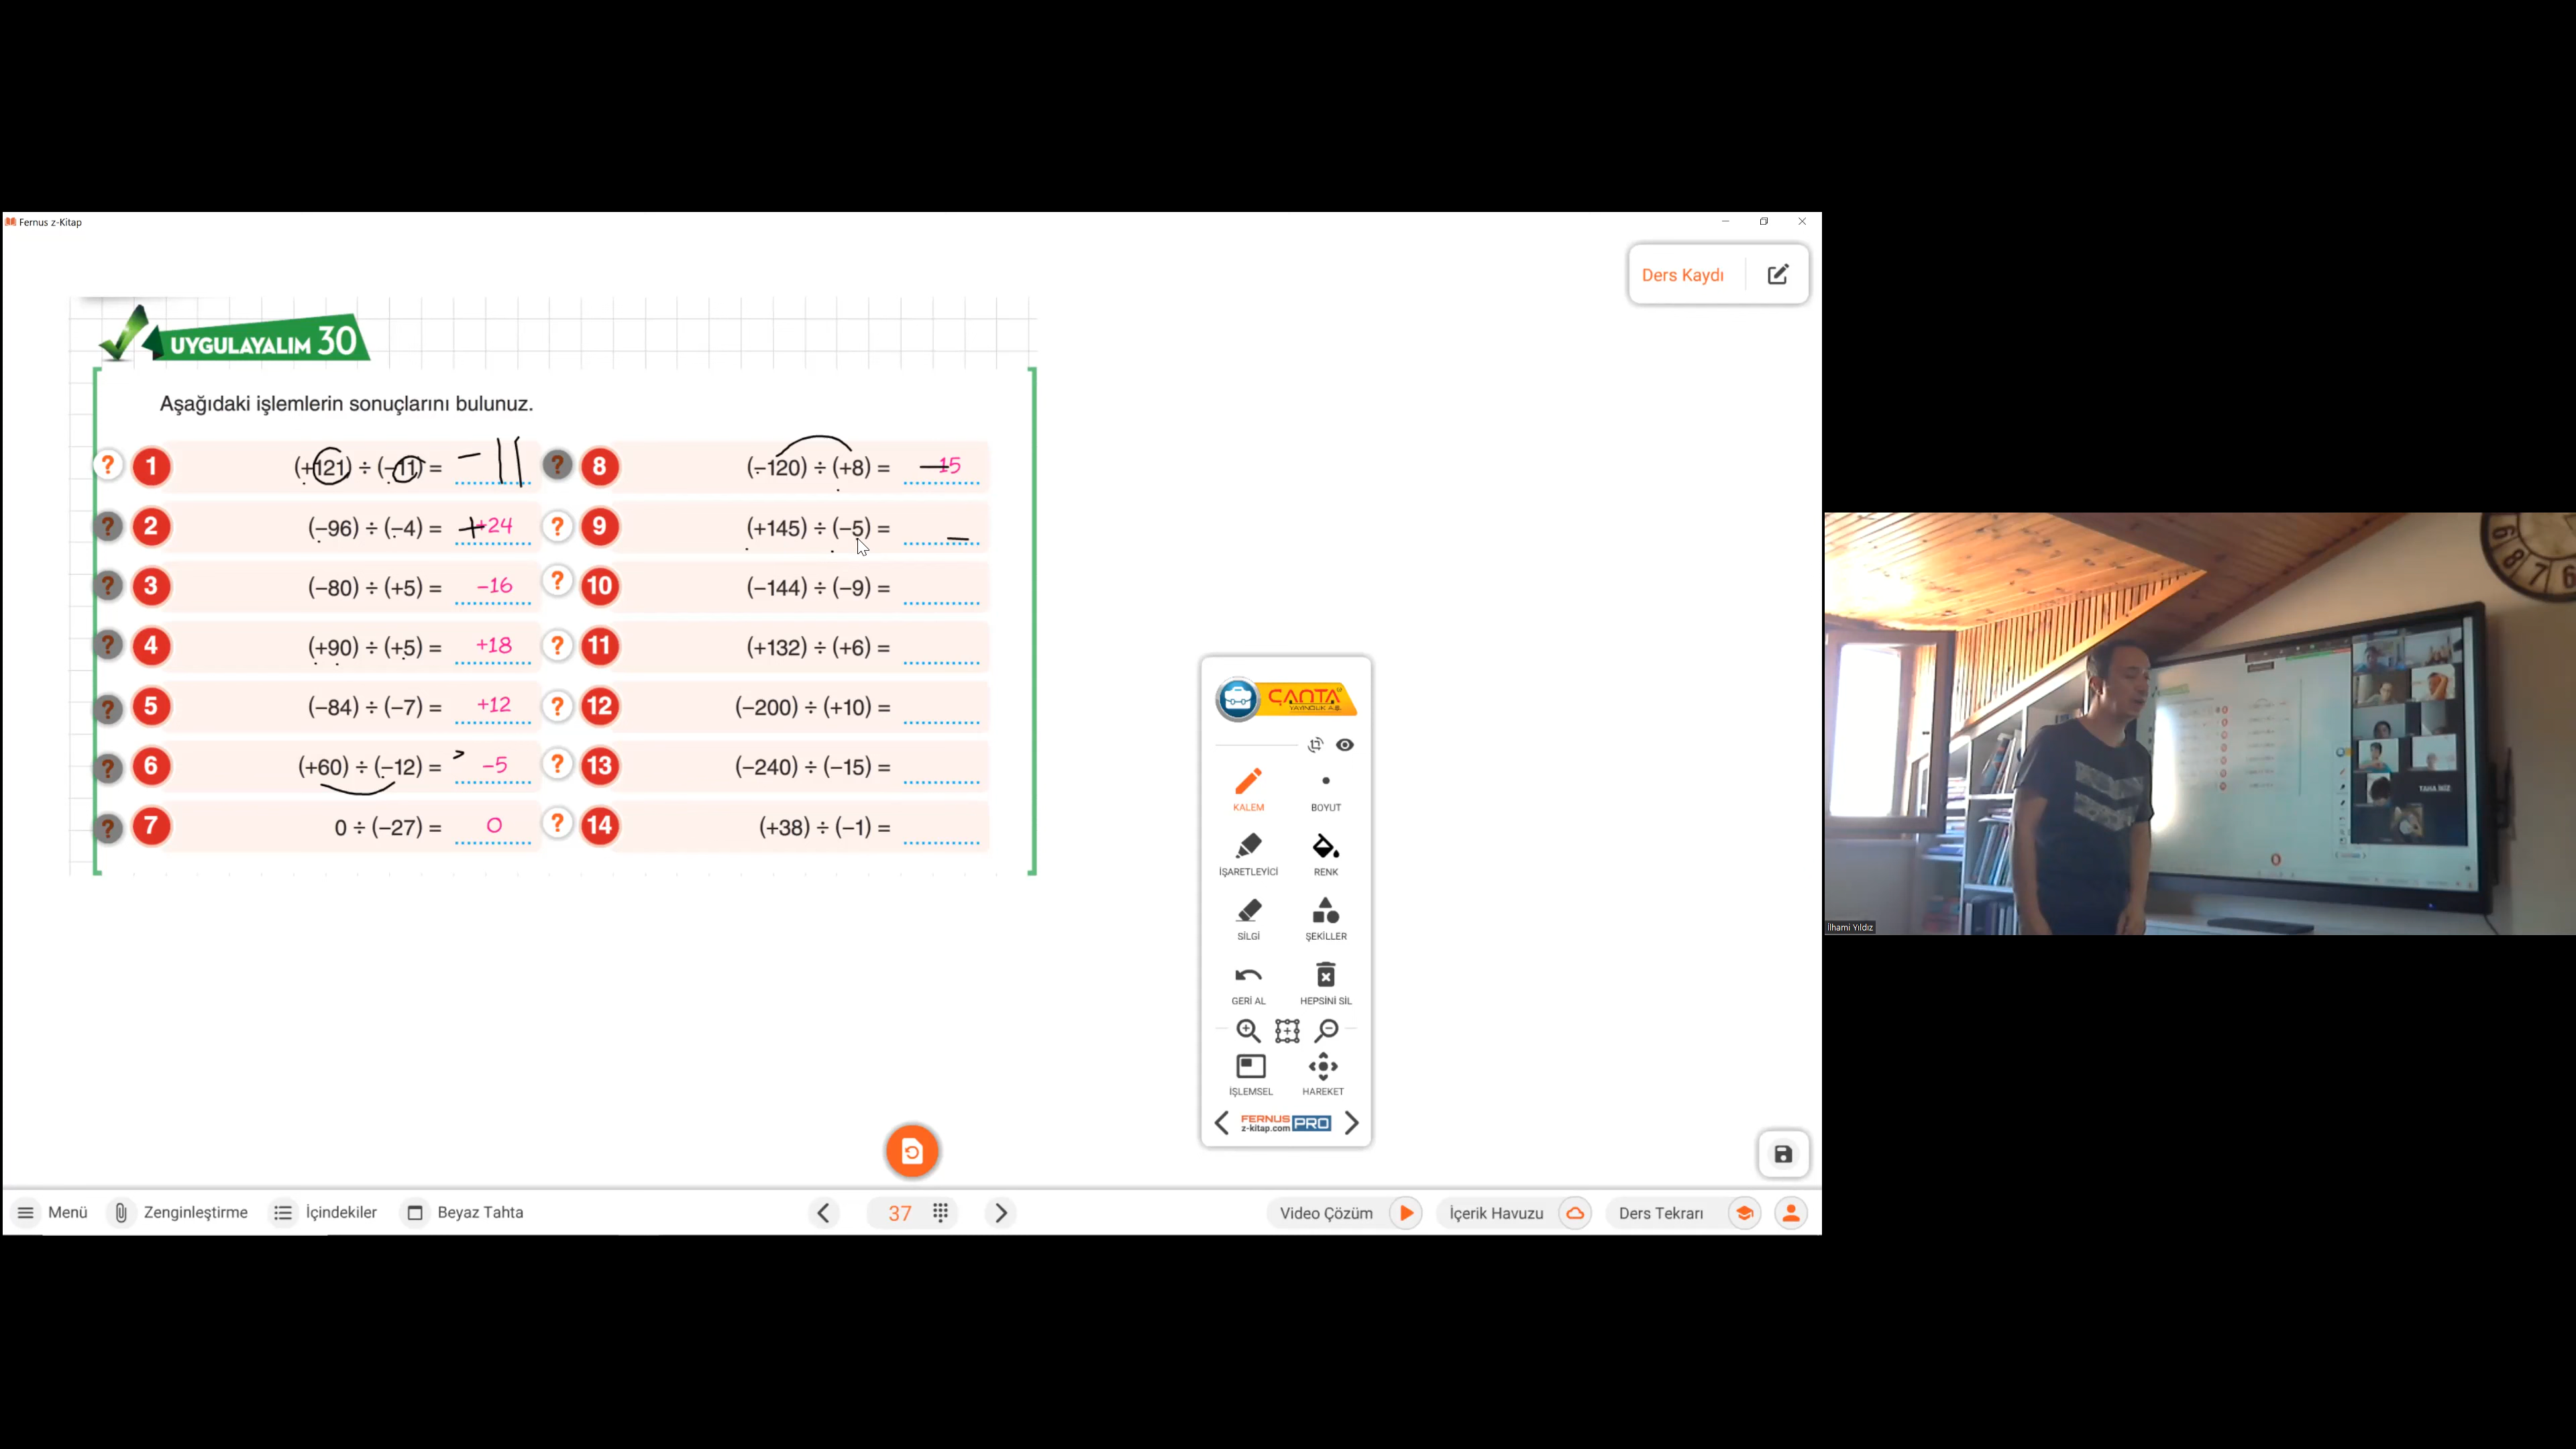 Fernus z-Kitap
Ders Kaydı
UYGULAYALIM 30
Aşağıdaki işlemlerin sonuçlarını bulunuz.
1 (+121) ÷ (−11) = −11
2 (−96) ÷ (−4) = +24
3 (−80) ÷ (+5) = −16
4 (+90) ÷ (+5) = +18
5 (−84) ÷ (−7) = +12
6 (+60) ÷ (−12) = −5
7 0 ÷ (−27) = 0
8 (−120) ÷ (+8) = −15
9 (+145) ÷ (−5) = −
10 (−144) ÷ (−9) =
11 (+132) ÷ (+6) =
12 (−200) ÷ (+10) =
13 (−240) ÷ (−15) =
14 (+38) ÷ (−1) =
ÇANTA
YAYINCILIK A.Ş.
KALEM BOYUT
İŞARETLEYİCİ RENK
SİLGİ ŞEKİLLER
GERİ AL HEPSİNİ SİL
İŞLEMSEL HAREKET
FERNUS PRO
z-kitap.com
Menü Zenginleştirme İçindekiler Beyaz Tahta 37 Video Çözüm İçerik Havuzu Ders Tekrarı
İlhami Yıldız